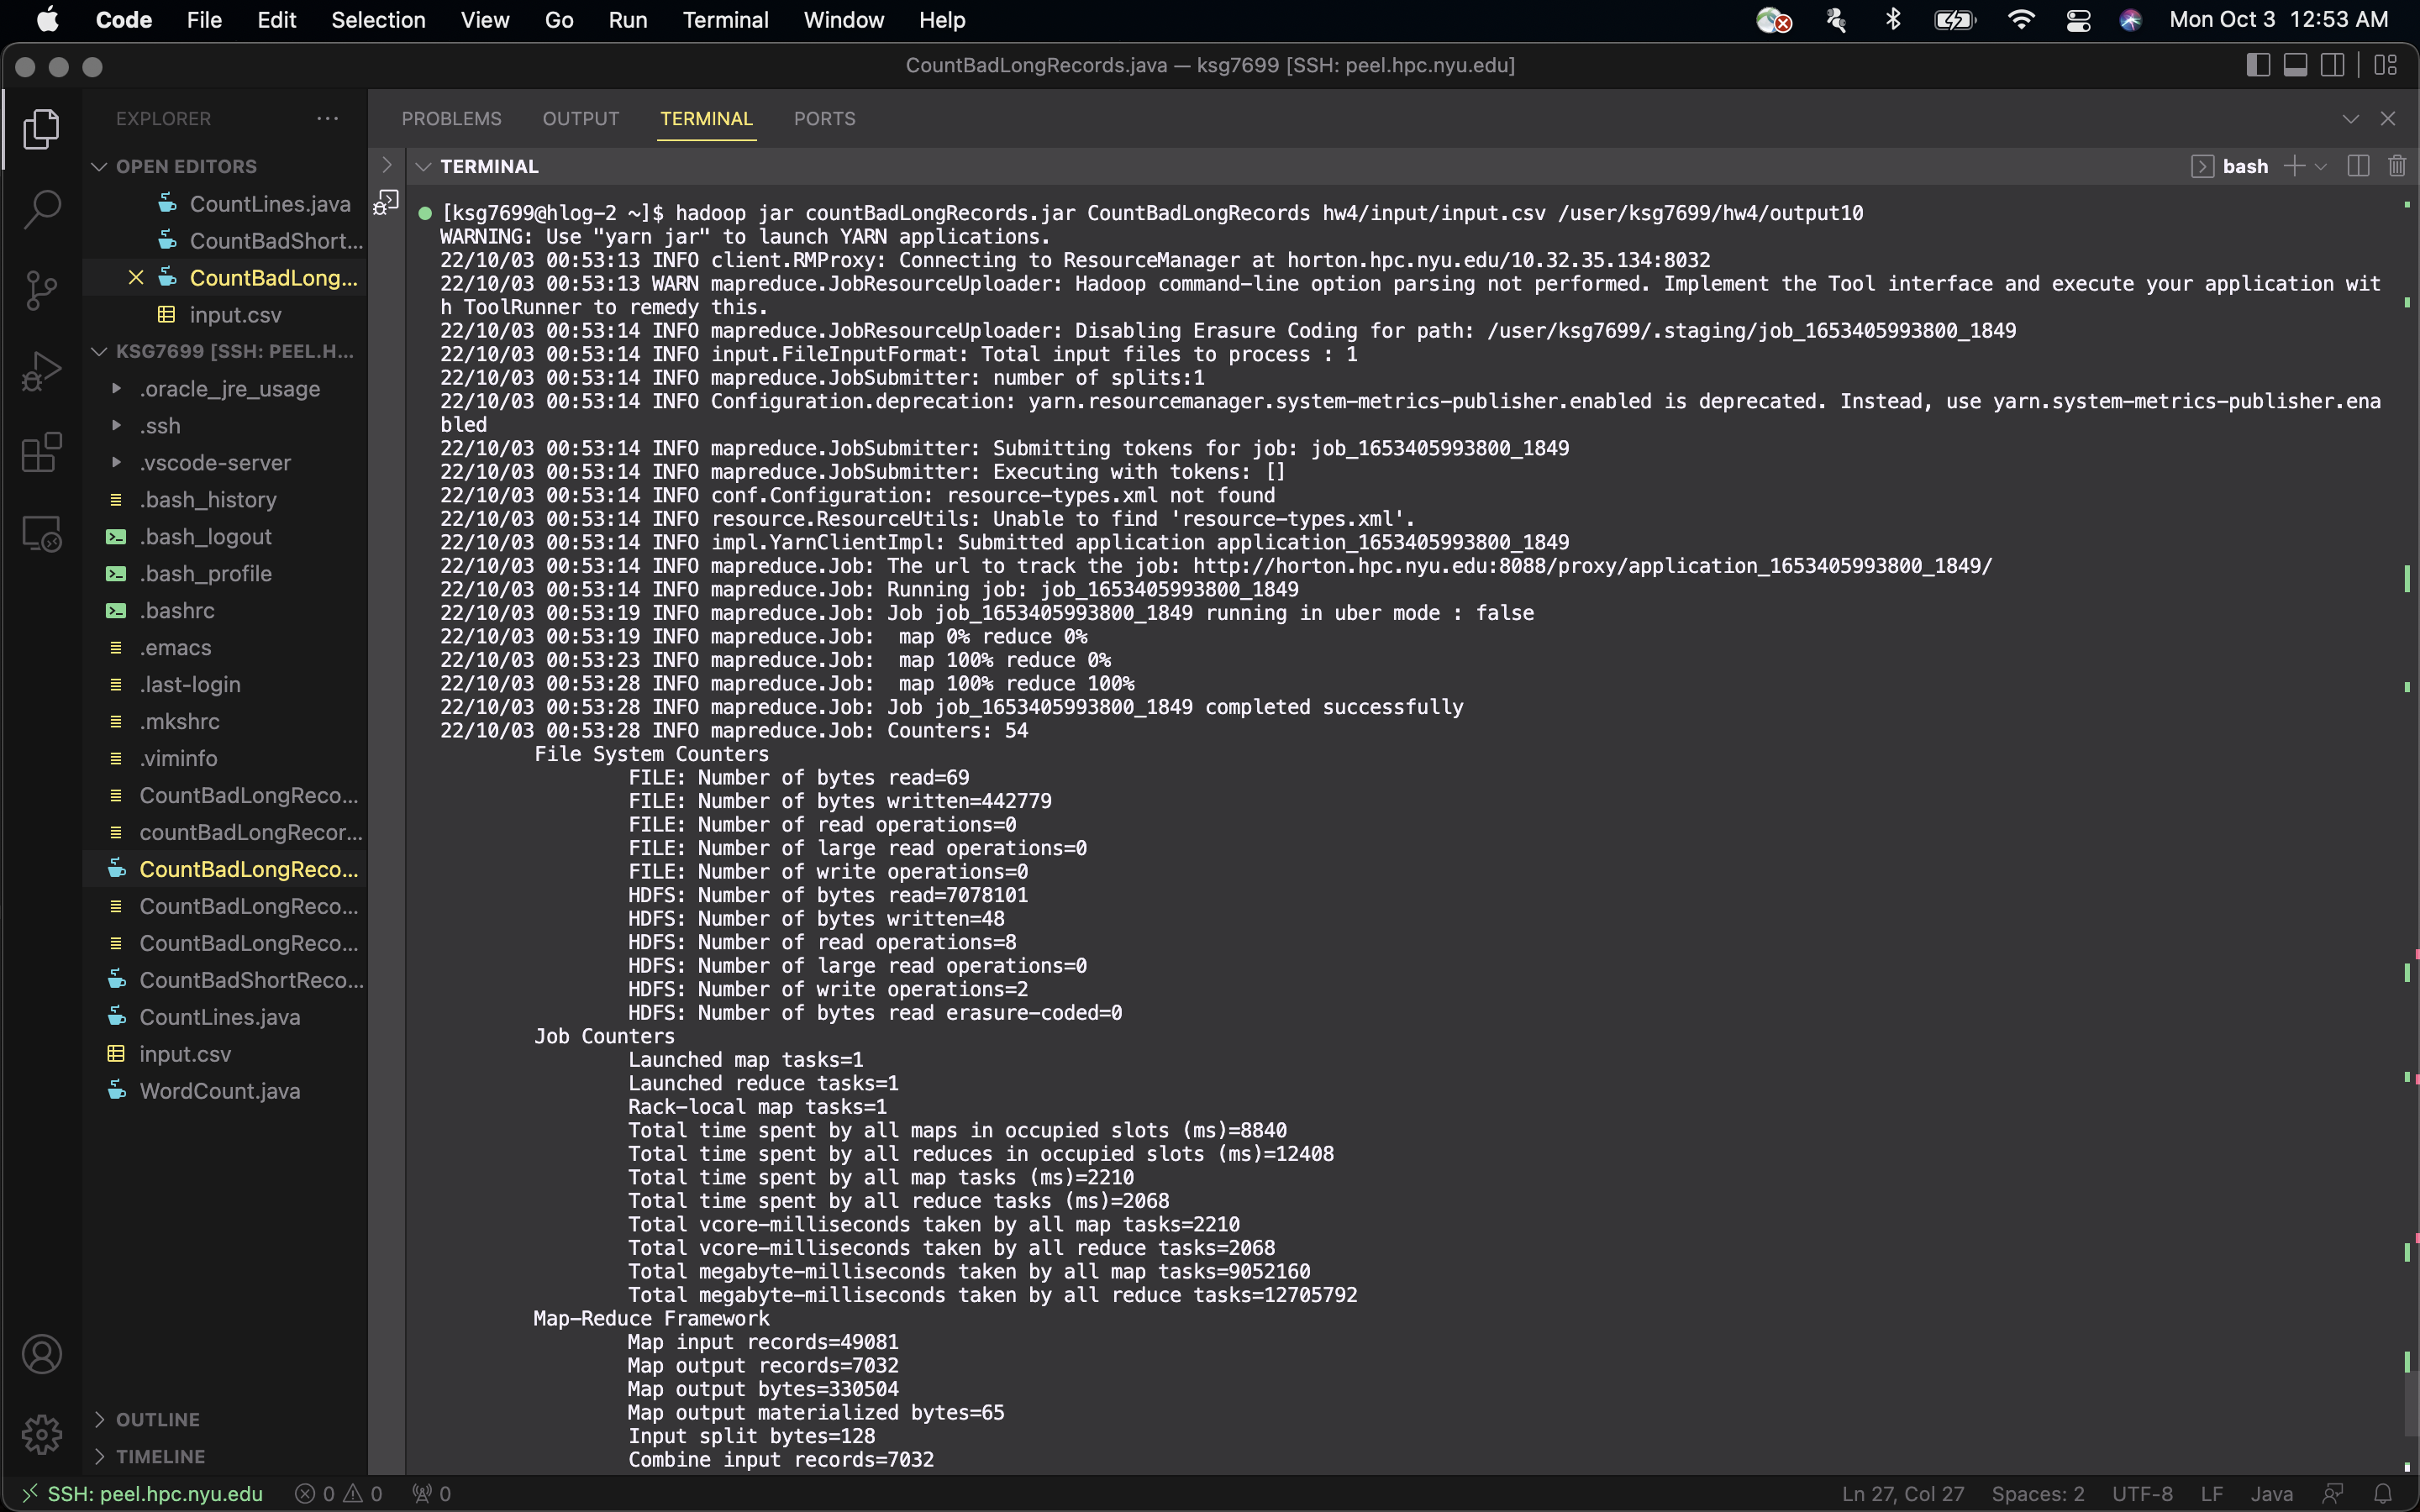 Code File Edit Selection View Go Run Terminal Window Help Mon Oct 3 12:53 AM
CountBadLongRecords.java — ksg7699 [SSH: peel.hpc.nyu.edu]
EXPLORER ···
OPEN EDITORS
CountLines.java
CountBadShort...
CountBadLong...
input.csv
KSG7699 [SSH: PEEL.H...
.oracle_jre_usage
.ssh
.vscode-server
.bash_history
.bash_logout
.bash_profile
.bashrc
.emacs
.last-login
.mkshrc
.viminfo
CountBadLongReco...
countBadLongRecor...
CountBadLongReco...
CountBadLongReco...
CountBadLongReco...
CountBadShortReco...
CountLines.java
input.csv
WordCount.java
OUTLINE
TIMELINE
PROBLEMS OUTPUT TERMINAL PORTS
TERMINAL bash
[ksg7699@hlog-2 ~]$ hadoop jar countBadLongRecords.jar CountBadLongRecords hw4/input/input.csv /user/ksg7699/hw4/output10
WARNING: Use "yarn jar" to launch YARN applications.
22/10/03 00:53:13 INFO client.RMProxy: Connecting to ResourceManager at horton.hpc.nyu.edu/10.32.35.134:8032
22/10/03 00:53:13 WARN mapreduce.JobResourceUploader: Hadoop command-line option parsing not performed. Implement the Tool interface and execute your application wit
h ToolRunner to remedy this.
22/10/03 00:53:14 INFO mapreduce.JobResourceUploader: Disabling Erasure Coding for path: /user/ksg7699/.staging/job_1653405993800_1849
22/10/03 00:53:14 INFO input.FileInputFormat: Total input files to process : 1
22/10/03 00:53:14 INFO mapreduce.JobSubmitter: number of splits:1
22/10/03 00:53:14 INFO Configuration.deprecation: yarn.resourcemanager.system-metrics-publisher.enabled is deprecated. Instead, use yarn.system-metrics-publisher.ena
bled
22/10/03 00:53:14 INFO mapreduce.JobSubmitter: Submitting tokens for job: job_1653405993800_1849
22/10/03 00:53:14 INFO mapreduce.JobSubmitter: Executing with tokens: []
22/10/03 00:53:14 INFO conf.Configuration: resource-types.xml not found
22/10/03 00:53:14 INFO resource.ResourceUtils: Unable to find 'resource-types.xml'.
22/10/03 00:53:14 INFO impl.YarnClientImpl: Submitted application application_1653405993800_1849
22/10/03 00:53:14 INFO mapreduce.Job: The url to track the job: http://horton.hpc.nyu.edu:8088/proxy/application_1653405993800_1849/
22/10/03 00:53:14 INFO mapreduce.Job: Running job: job_1653405993800_1849
22/10/03 00:53:19 INFO mapreduce.Job: Job job_1653405993800_1849 running in uber mode : false
22/10/03 00:53:19 INFO mapreduce.Job:  map 0% reduce 0%
22/10/03 00:53:23 INFO mapreduce.Job:  map 100% reduce 0%
22/10/03 00:53:28 INFO mapreduce.Job:  map 100% reduce 100%
22/10/03 00:53:28 INFO mapreduce.Job: Job job_1653405993800_1849 completed successfully
22/10/03 00:53:28 INFO mapreduce.Job: Counters: 54
File System Counters
FILE: Number of bytes read=69
FILE: Number of bytes written=442779
FILE: Number of read operations=0
FILE: Number of large read operations=0
FILE: Number of write operations=0
HDFS: Number of bytes read=7078101
HDFS: Number of bytes written=48
HDFS: Number of read operations=8
HDFS: Number of large read operations=0
HDFS: Number of write operations=2
HDFS: Number of bytes read erasure-coded=0
Job Counters
Launched map tasks=1
Launched reduce tasks=1
Rack-local map tasks=1
Total time spent by all maps in occupied slots (ms)=8840
Total time spent by all reduces in occupied slots (ms)=12408
Total time spent by all map tasks (ms)=2210
Total time spent by all reduce tasks (ms)=2068
Total vcore-milliseconds taken by all map tasks=2210
Total vcore-milliseconds taken by all reduce tasks=2068
Total megabyte-milliseconds taken by all map tasks=9052160
Total megabyte-milliseconds taken by all reduce tasks=12705792
Map-Reduce Framework
Map input records=49081
Map output records=7032
Map output bytes=330504
Map output materialized bytes=65
Input split bytes=128
Combine input records=7032
SSH: peel.hpc.nyu.edu 0 0 0 Ln 27, Col 27 Spaces: 2 UTF-8 LF Java